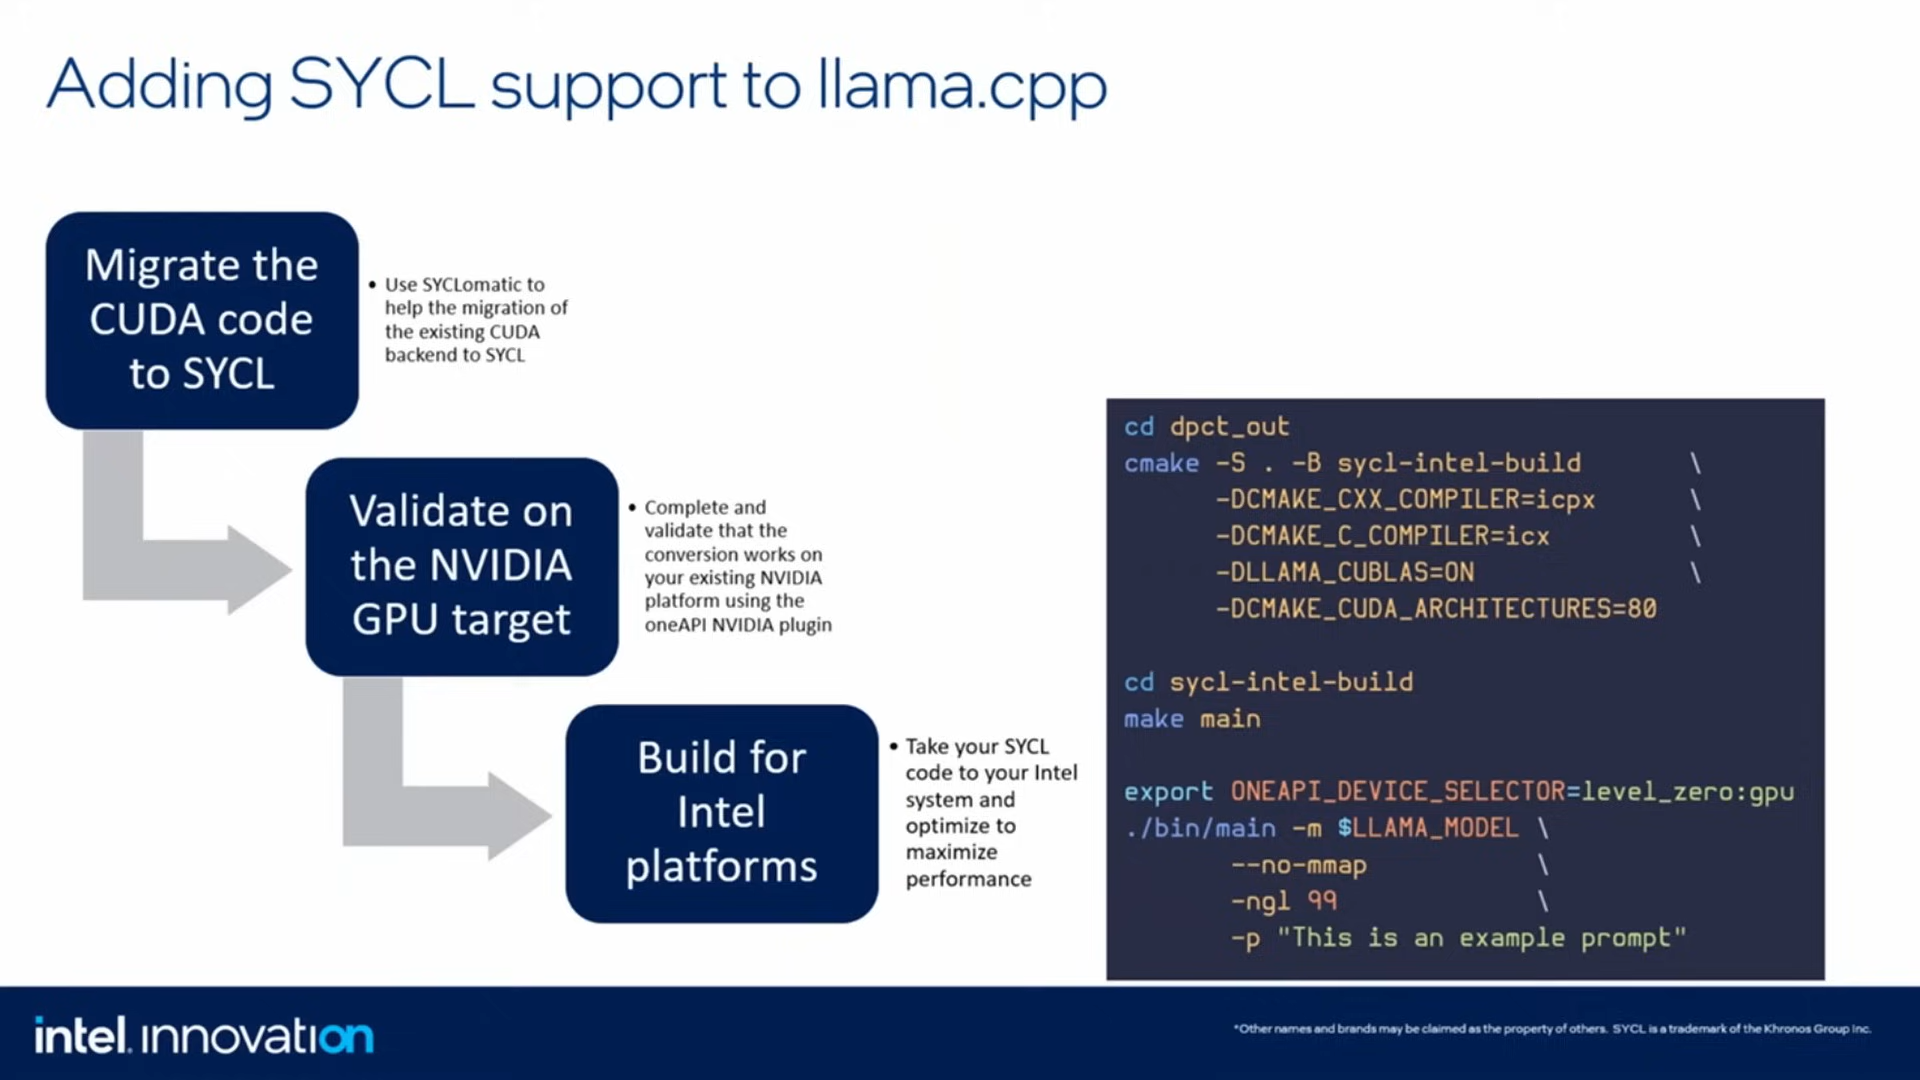 Adding SYCL support to llama.cpp
Migrate the
CUDA code
to SYCL
• Use SYCLomatic to
help the migration of
the existing CUDA
backend to SYCL
Validate on
the NVIDIA
GPU target
• Complete and
validate that the
conversion works on
your existing NVIDIA
platform using the
oneAPI NVIDIA plugin
Build for
Intel
platforms
• Take your SYCL
code to your Intel
system and
optimize to
maximize
performance
cd dpct_out
cmake -S . -B sycl-intel-build \
-DCMAKE_CXX_COMPILER=icpx \
-DCMAKE_C_COMPILER=icx \
-DLLAMA_CUBLAS=ON \
-DCMAKE_CUDA_ARCHITECTURES=80
cd sycl-intel-build
make main
export ONEAPI_DEVICE_SELECTOR=level_zero:gpu
./bin/main -m $LLAMA_MODEL \
--no-mmap \
-ngl 99 \
-p "This is an example prompt"
intel. innovation
*Other names and brands may be claimed as the property of others. SYCL is a trademark of the Khronos Group Inc.